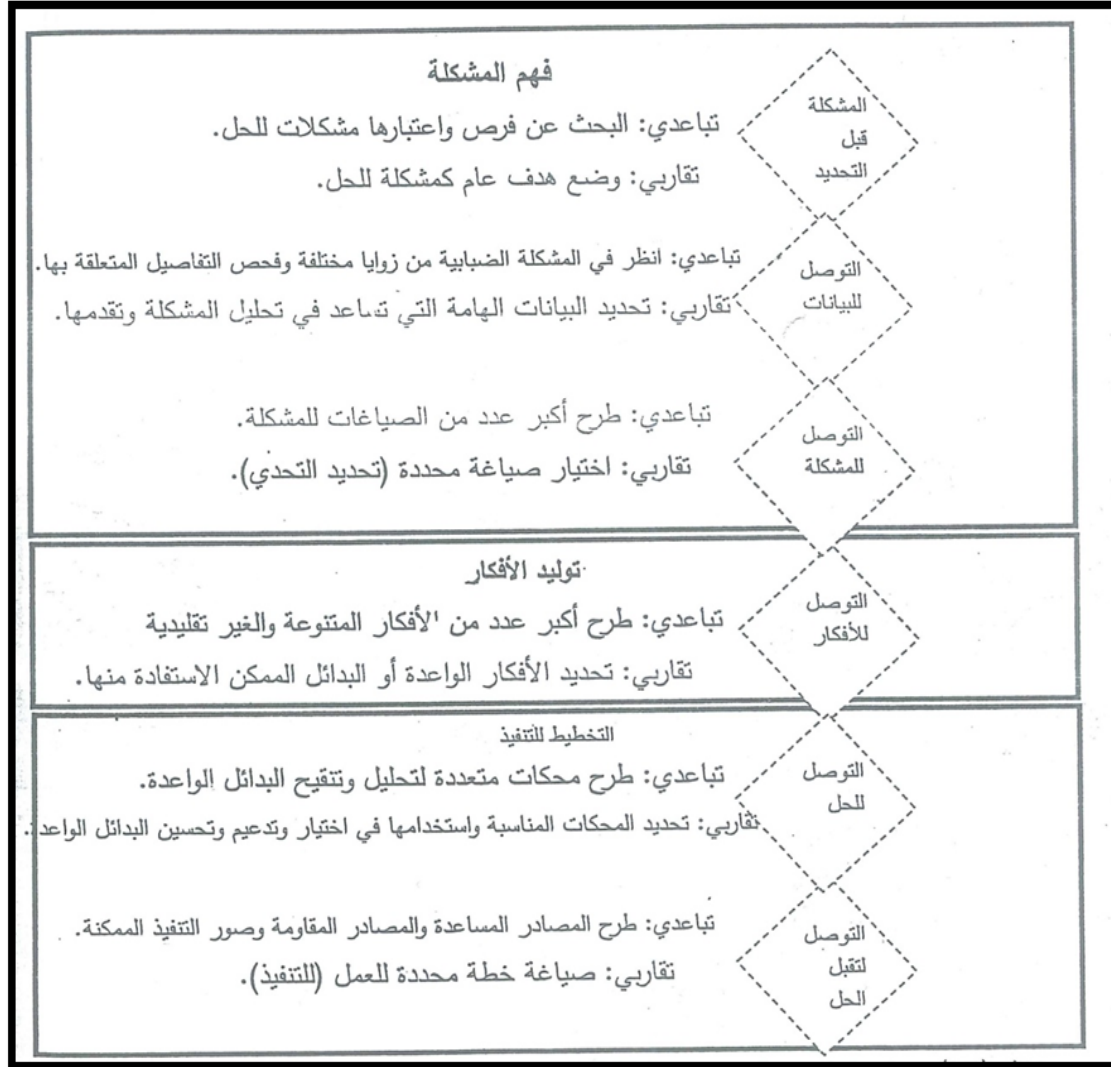 فهم المشكلة
المشكلة
قبل
التحديد
تباعدي: البحث عن فرص واعتبارها مشكلات للحل.
تقاربي: وضع هدف عام كمشكلة للحل.
التوصل
للبيانات
تباعدي: انظر في المشكلة الضبابية من زوايا مختلفة وفحص التفاصيل المتعلقة بها.
تقاربي: تحديد البيانات الهامة التي تساعد في تحليل المشكلة وتقدمها.
التوصل
للمشكلة
تباعدي: طرح أكبر عدد من الصياغات للمشكلة.
تقاربي: اختيار صياغة محددة (تحديد التحدي).
توليد الأفكار
التوصل
للأفكار
تباعدي: طرح أكبر عدد من الأفكار المتنوعة والغير تقليدية
تقاربي: تحديد الأفكار الواعدة أو البدائل الممكن الاستفادة منها.
التخطيط للتنفيذ
التوصل
للحل
تباعدي: طرح محكات متعددة لتحليل وتنقيح البدائل الواعدة.
تقاربي: تحديد المحكات المناسبة واستخدامها في اختيار وتدعيم وتحسين البدائل الواعدة.
التوصل
لتقبل
الحل
تباعدي: طرح المصادر المساعدة والمصادر المقاومة وصور التنفيذ الممكنة.
تقاربي: صياغة خطة محددة للعمل (للتنفيذ).